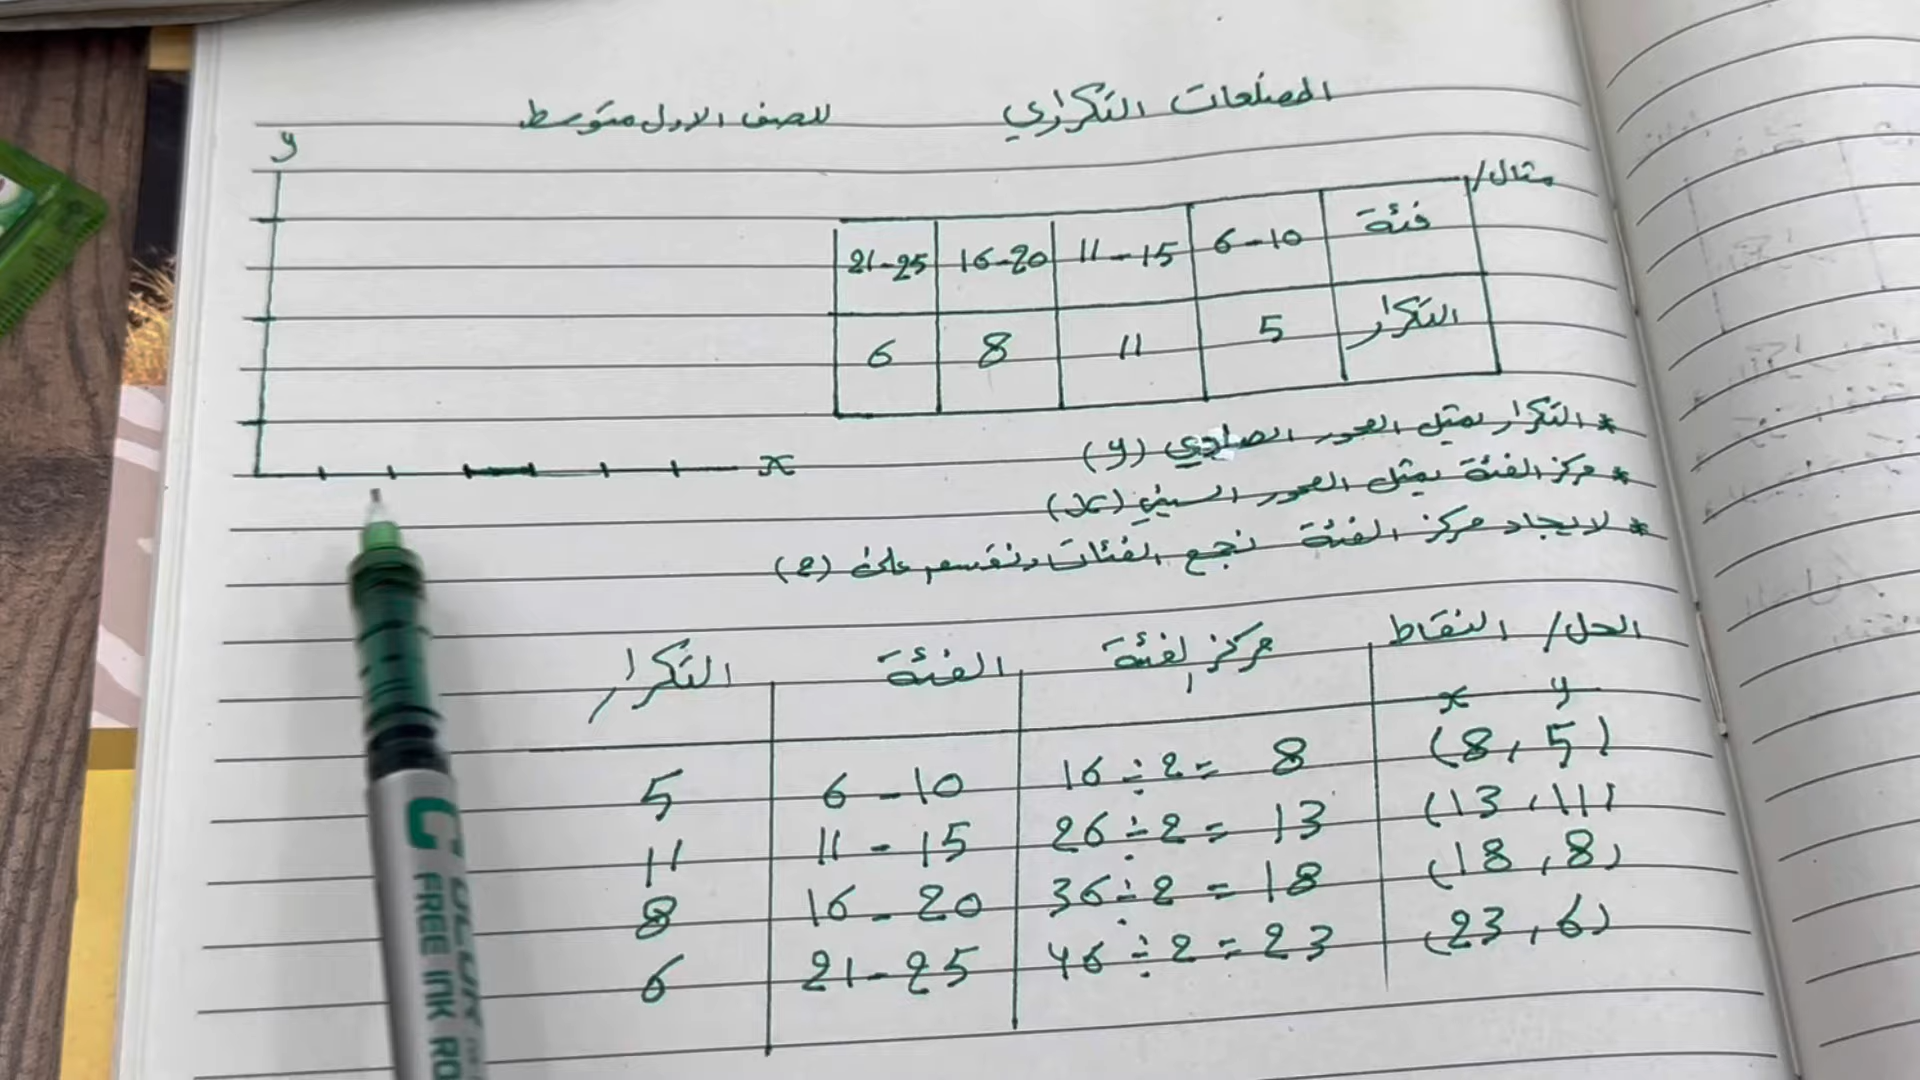 المضلعات التكراري للصف الاول متوسط
y
مثال/
فئة 6-10 11-15 16-20 21-25
التكرار 5 11 8 6
x
* التكرار يمثل المحور الصادي (y)
* مركز الفئة يمثل المحور السيني (x)
* لايجاد مركز الفئة نجمع الفئات ونقسم على (2)
الحل/ النقاط مركز الفئة الفئة التكرار
x y
(8, 5) 16÷2= 8 6-10 5
(13, 11) 26÷2= 13 11-15 11
(18, 8) 36÷2= 18 16-20 8
(23, 6) 46÷2= 23 21-25 6
FREE INK RO